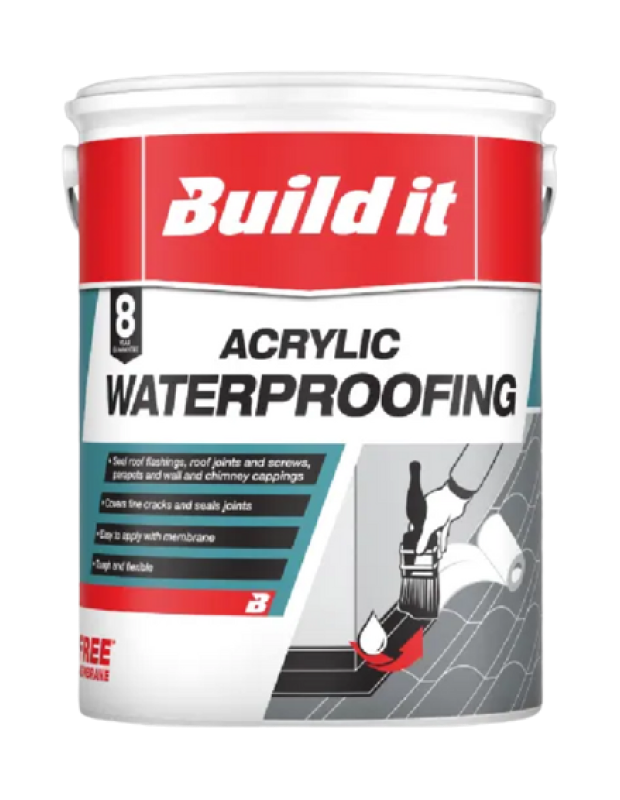 Build it
8
YEAR
ACRYLIC
WATERPROOFING
• Seal roof flashings, roof joints and screws,
parapets and wall and chimney cappings
• Covers fine cracks and seals joints
• Easy to apply with membrane
• Tough and flexible
B
FREE*
MEMBRANE